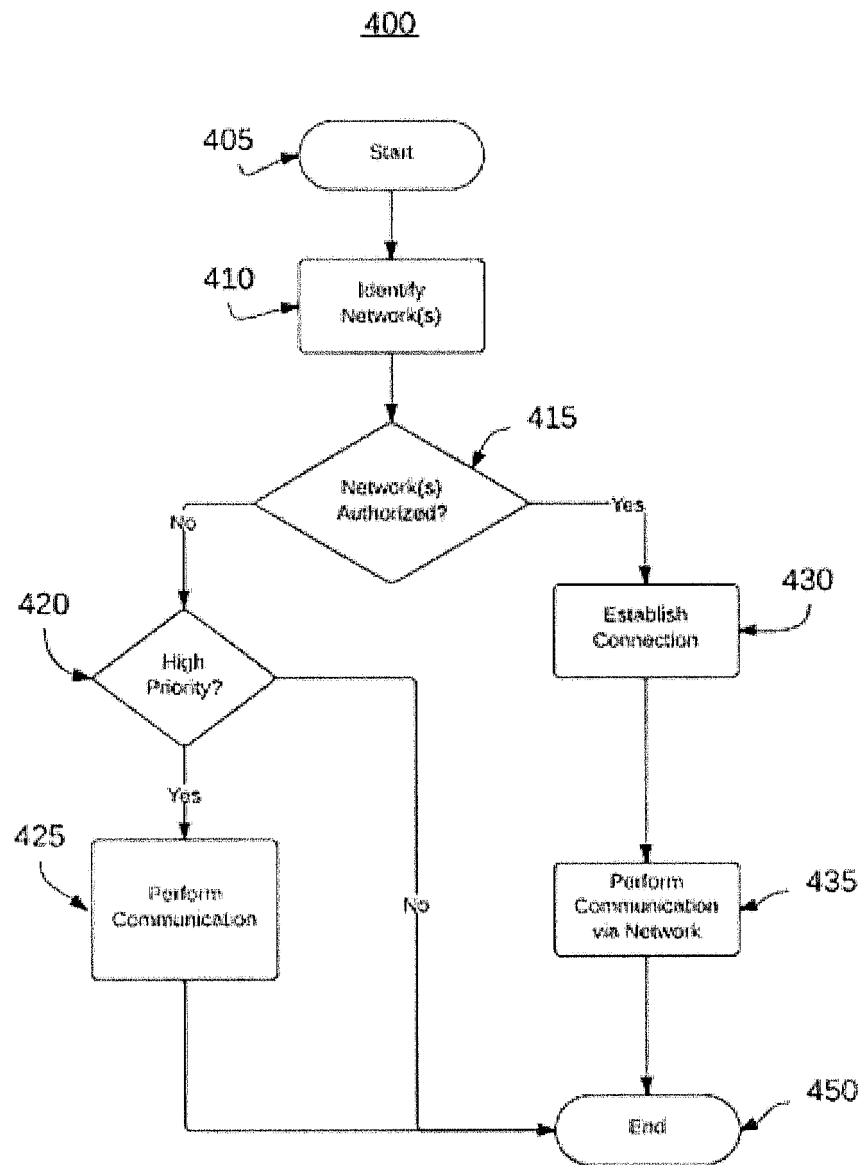 400
405
Start
410
Identify
Network(s)
415
Network(s)
Authorized?
No
Yes
420
High
Priority?
430
Establish
Connection
Yes
425
Perform
Communication
No
435
Perform
Communication
via Network
450
End